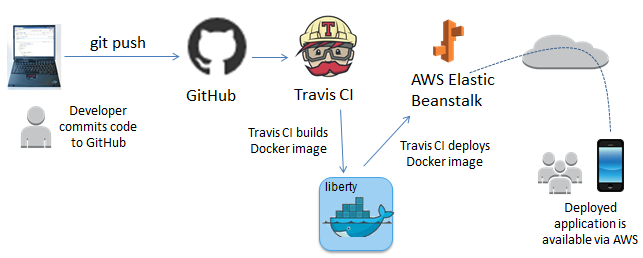 git push
GitHub
Travis CI
AWS Elastic
Beanstalk
Developer
commits code
to GitHub
Travis CI builds
Docker image
Travis CI deploys
Docker image
liberty
Deployed
application is
available via AWS